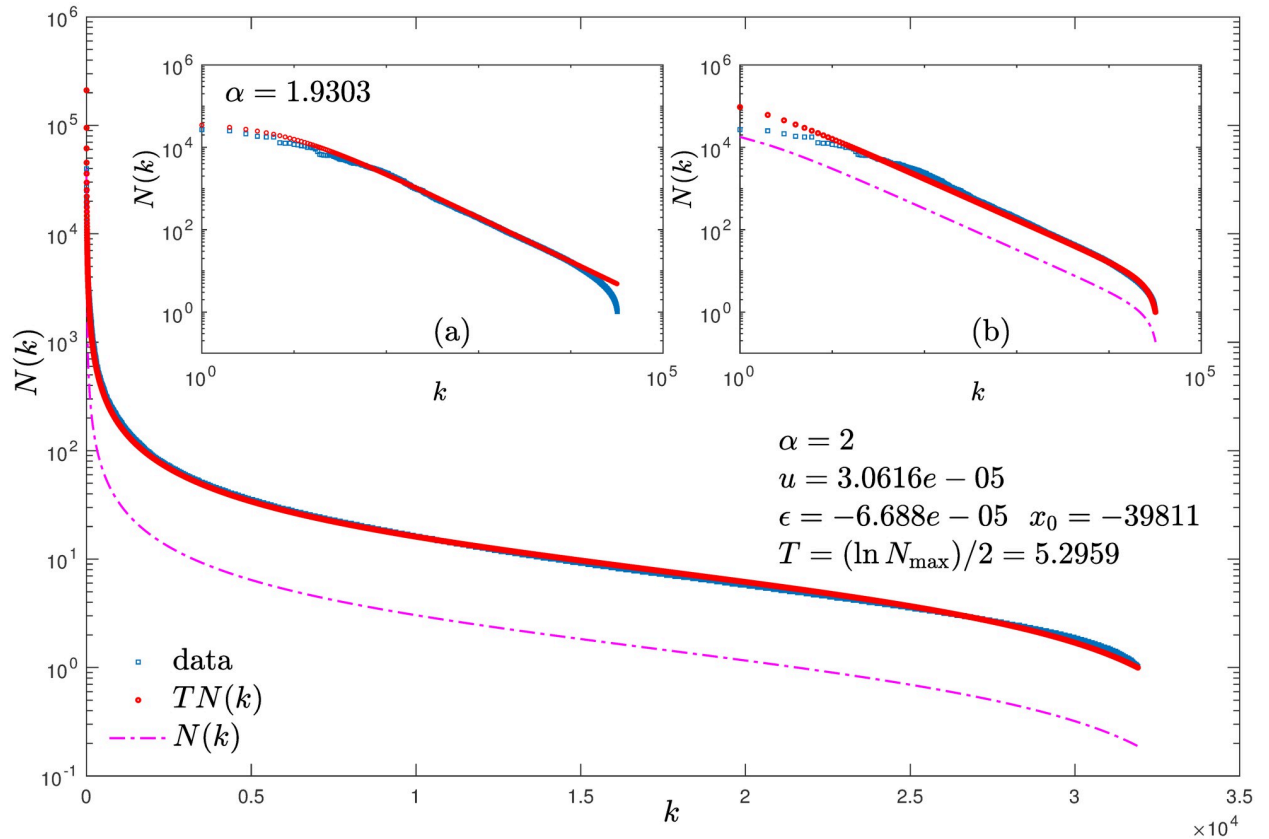 10^6
10^5
10^4
10^3
10^2
10^1
10^0
10^-1
N(k)
10^6
10^4
10^2
10^0
N(k)
α = 1.9303
(a)
10^0
10^5
k
10^6
10^4
10^2
10^0
N(k)
(b)
10^0
10^5
k
α = 2
u = 3.0616e − 05
ϵ = −6.688e − 05 x_0 = −39811
T = (ln N_max)/2 = 5.2959
data
TN(k)
N(k)
0 0.5 1 1.5 2 2.5 3 3.5
k
×10^4